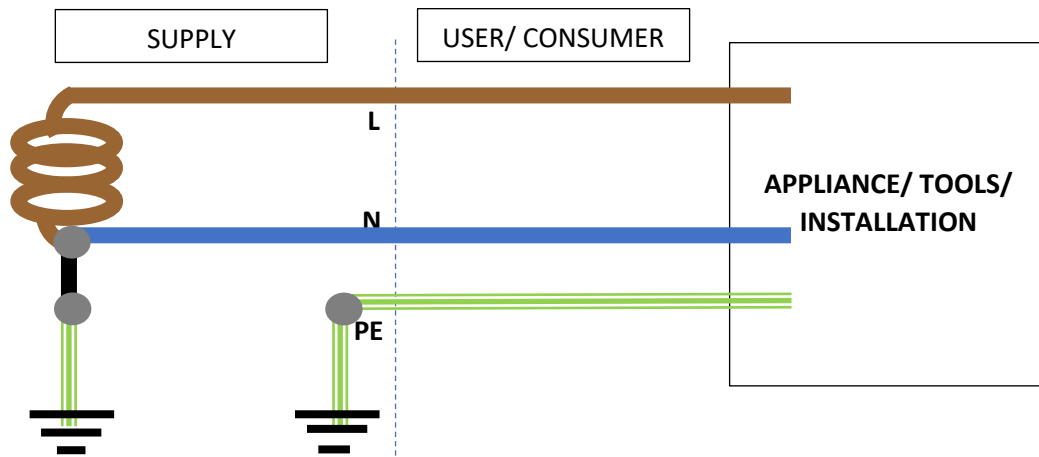 SUPPLY
USER/ CONSUMER
L
APPLIANCE/ TOOLS/
INSTALLATION
N
PE